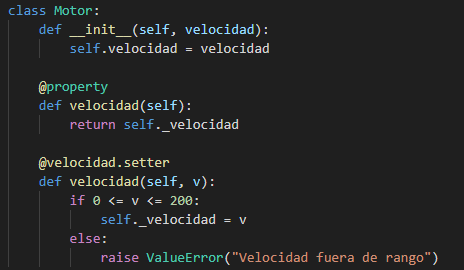 class Motor:
    def __init__(self, velocidad):
        self.velocidad = velocidad

    @property
    def velocidad(self):
        return self._velocidad

    @velocidad.setter
    def velocidad(self, v):
        if 0 <= v <= 200:
            self._velocidad = v
        else:
            raise ValueError("Velocidad fuera de rango")